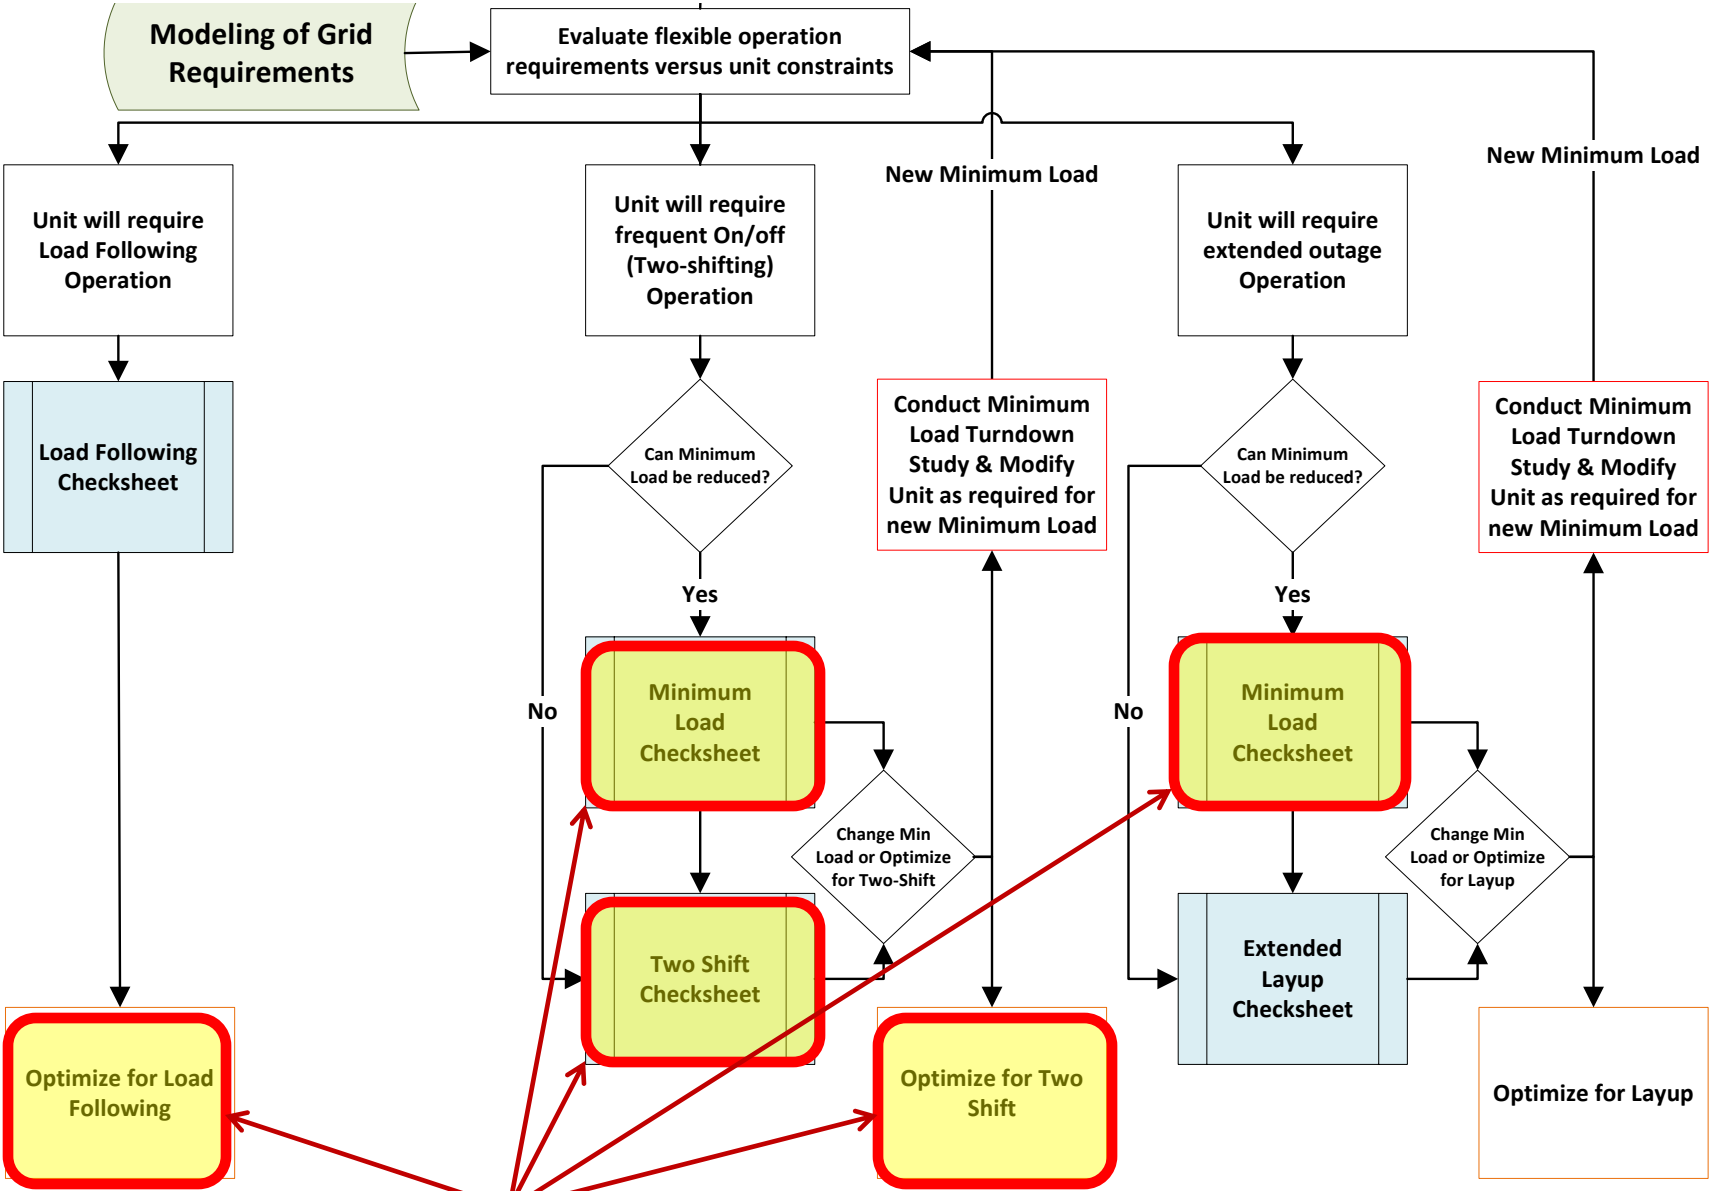 Modeling of Grid
Requirements
Evaluate flexible operation
requirements versus unit constraints
New Minimum Load
New Minimum Load
Unit will require
Load Following
Operation
Unit will require
frequent On/off
(Two-shifting)
Operation
Unit will require
extended outage
Operation
Load Following
Checksheet
Can Minimum
Load be reduced?
Conduct Minimum
Load Turndown
Study & Modify
Unit as required for
new Minimum Load
Can Minimum
Load be reduced?
Conduct Minimum
Load Turndown
Study & Modify
Unit as required for
new Minimum Load
Yes
Yes
No
Minimum
Load
Checksheet
No
Minimum
Load
Checksheet
Change Min
Load or Optimize
for Two-Shift
Change Min
Load or Optimize
for Layup
Two Shift
Checksheet
Extended
Layup
Checksheet
Optimize for Load
Following
Optimize for Two
Shift
Optimize for Layup